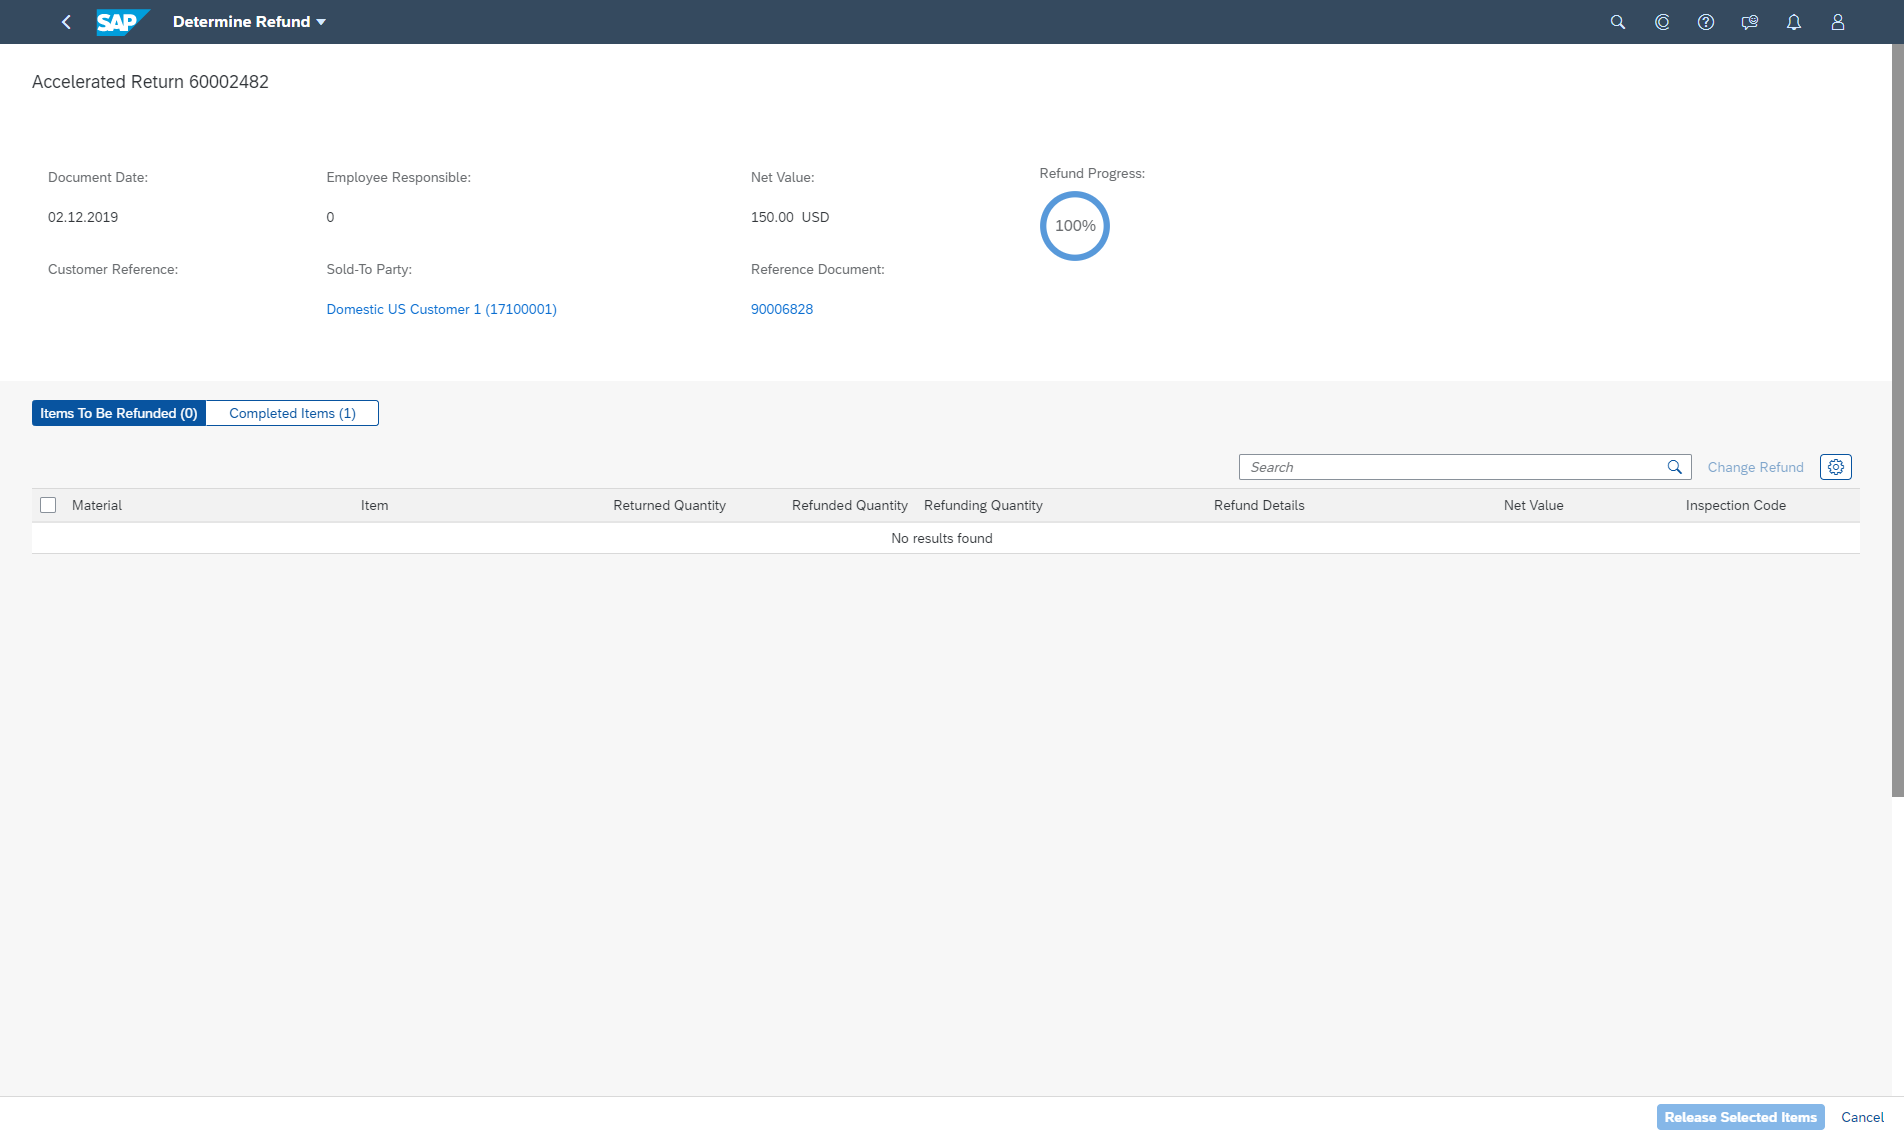 SAP Determine Refund
Accelerated Return 60002482
Document Date: Employee Responsible: Net Value: Refund Progress:
02.12.2019 0 150.00 USD 100%
Customer Reference: Sold-To Party: Reference Document:
Domestic US Customer 1 (17100001) 90006828
Items To Be Refunded (0) Completed Items (1)
Search Change Refund
Material Item Returned Quantity Refunded Quantity Refunding Quantity Refund Details Net Value Inspection Code
No results found
Release Selected Items Cancel